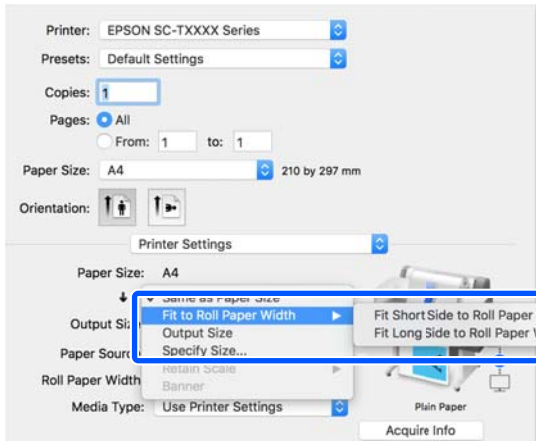 Printer: EPSON SC-TXXXX Series
Presets: Default Settings
Copies: 1
Pages: All
From: 1 to: 1
Paper Size: A4 210 by 297 mm
Orientation:
Printer Settings
Paper Size: A4
Same as Paper Size
Fit to Roll Paper Width
Fit Short Side to Roll Paper
Output Size
Fit Long Side to Roll Paper
Output Size
Paper Source
Specify Size...
Retain Scale
Roll Paper Width
Banner
Media Type: Use Printer Settings
Plain Paper
Acquire Info